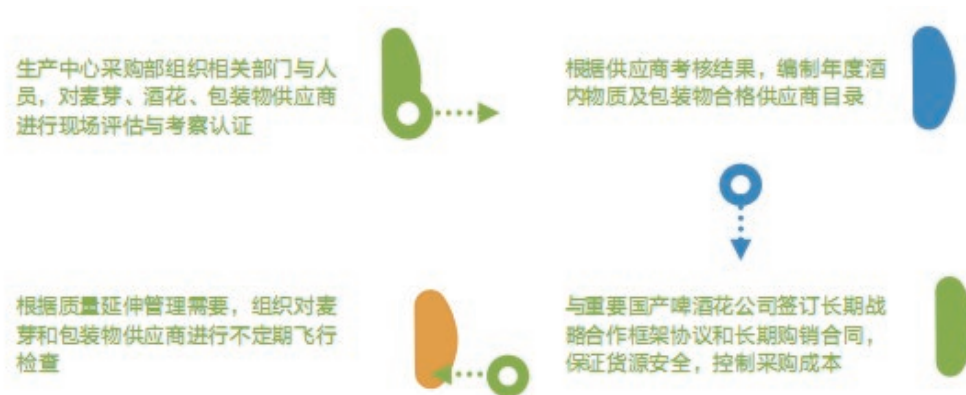 生产中心采购部组织相关部门与人
员，对麦芽、酒花、包装物供应商
进行现场评估与考察认证
根据供应商考核结果，编制年度酒
内物质及包装物合格供应商目录
与重要国产啤酒花公司签订长期战
略合作框架协议和长期购销合同，
保证货源安全，控制采购成本
根据质量延伸管理需要，组织对麦
芽和包装物供应商进行不定期飞行
检查